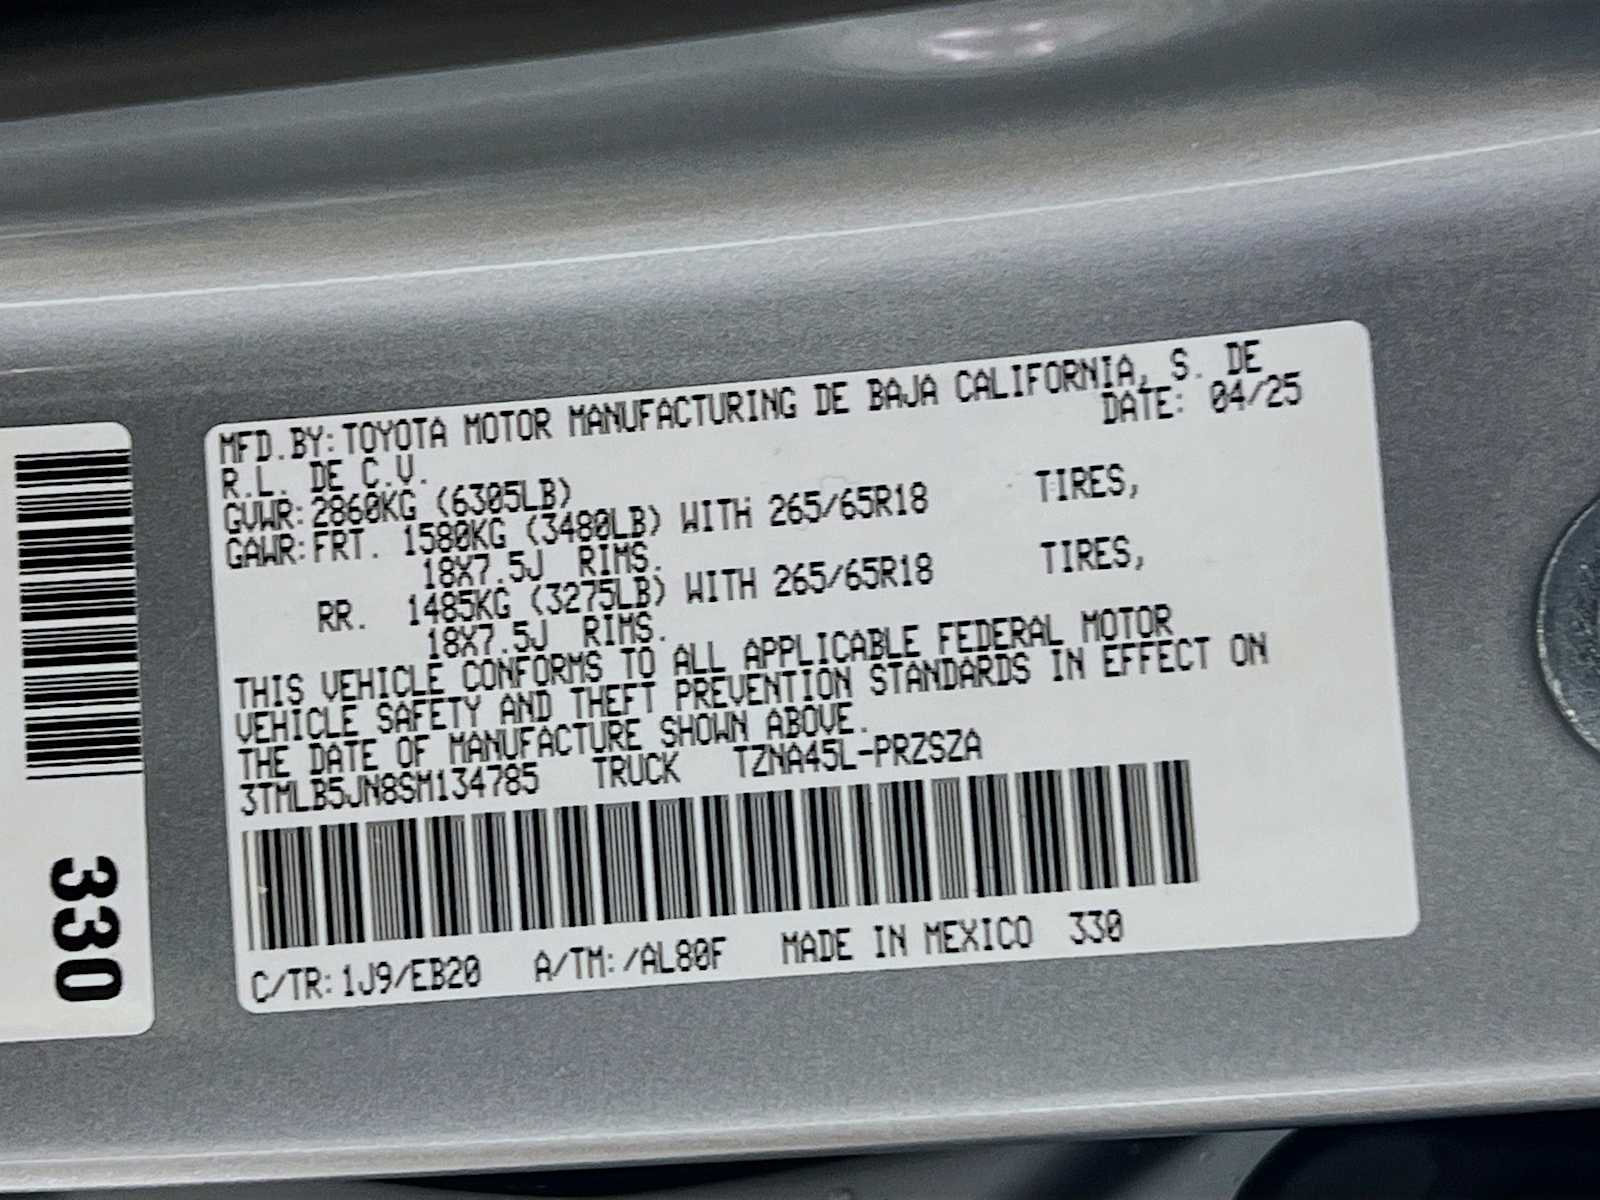 MFD.BY:TOYOTA MOTOR MANUFACTURING DE BAJA CALIFORNIA, S. DE
R.L. DE C.V. DATE: 04/25
GVWR:2860KG (6305LB)
GAWR:FRT. 1580KG (3480LB) WITH 265/65R18 TIRES,
18X7.5J RIMS.
RR. 1485KG (3275LB) WITH 265/65R18 TIRES,
18X7.5J RIMS.
THIS VEHICLE CONFORMS TO ALL APPLICABLE FEDERAL MOTOR
VEHICLE SAFETY AND THEFT PREVENTION STANDARDS IN EFFECT ON
THE DATE OF MANUFACTURE SHOWN ABOVE.
3TMLB5JN8SM134785 TRUCK TZNA45L-PRZSZA
C/TR:1J9/EB20 A/TM:/AL80F MADE IN MEXICO 330
330